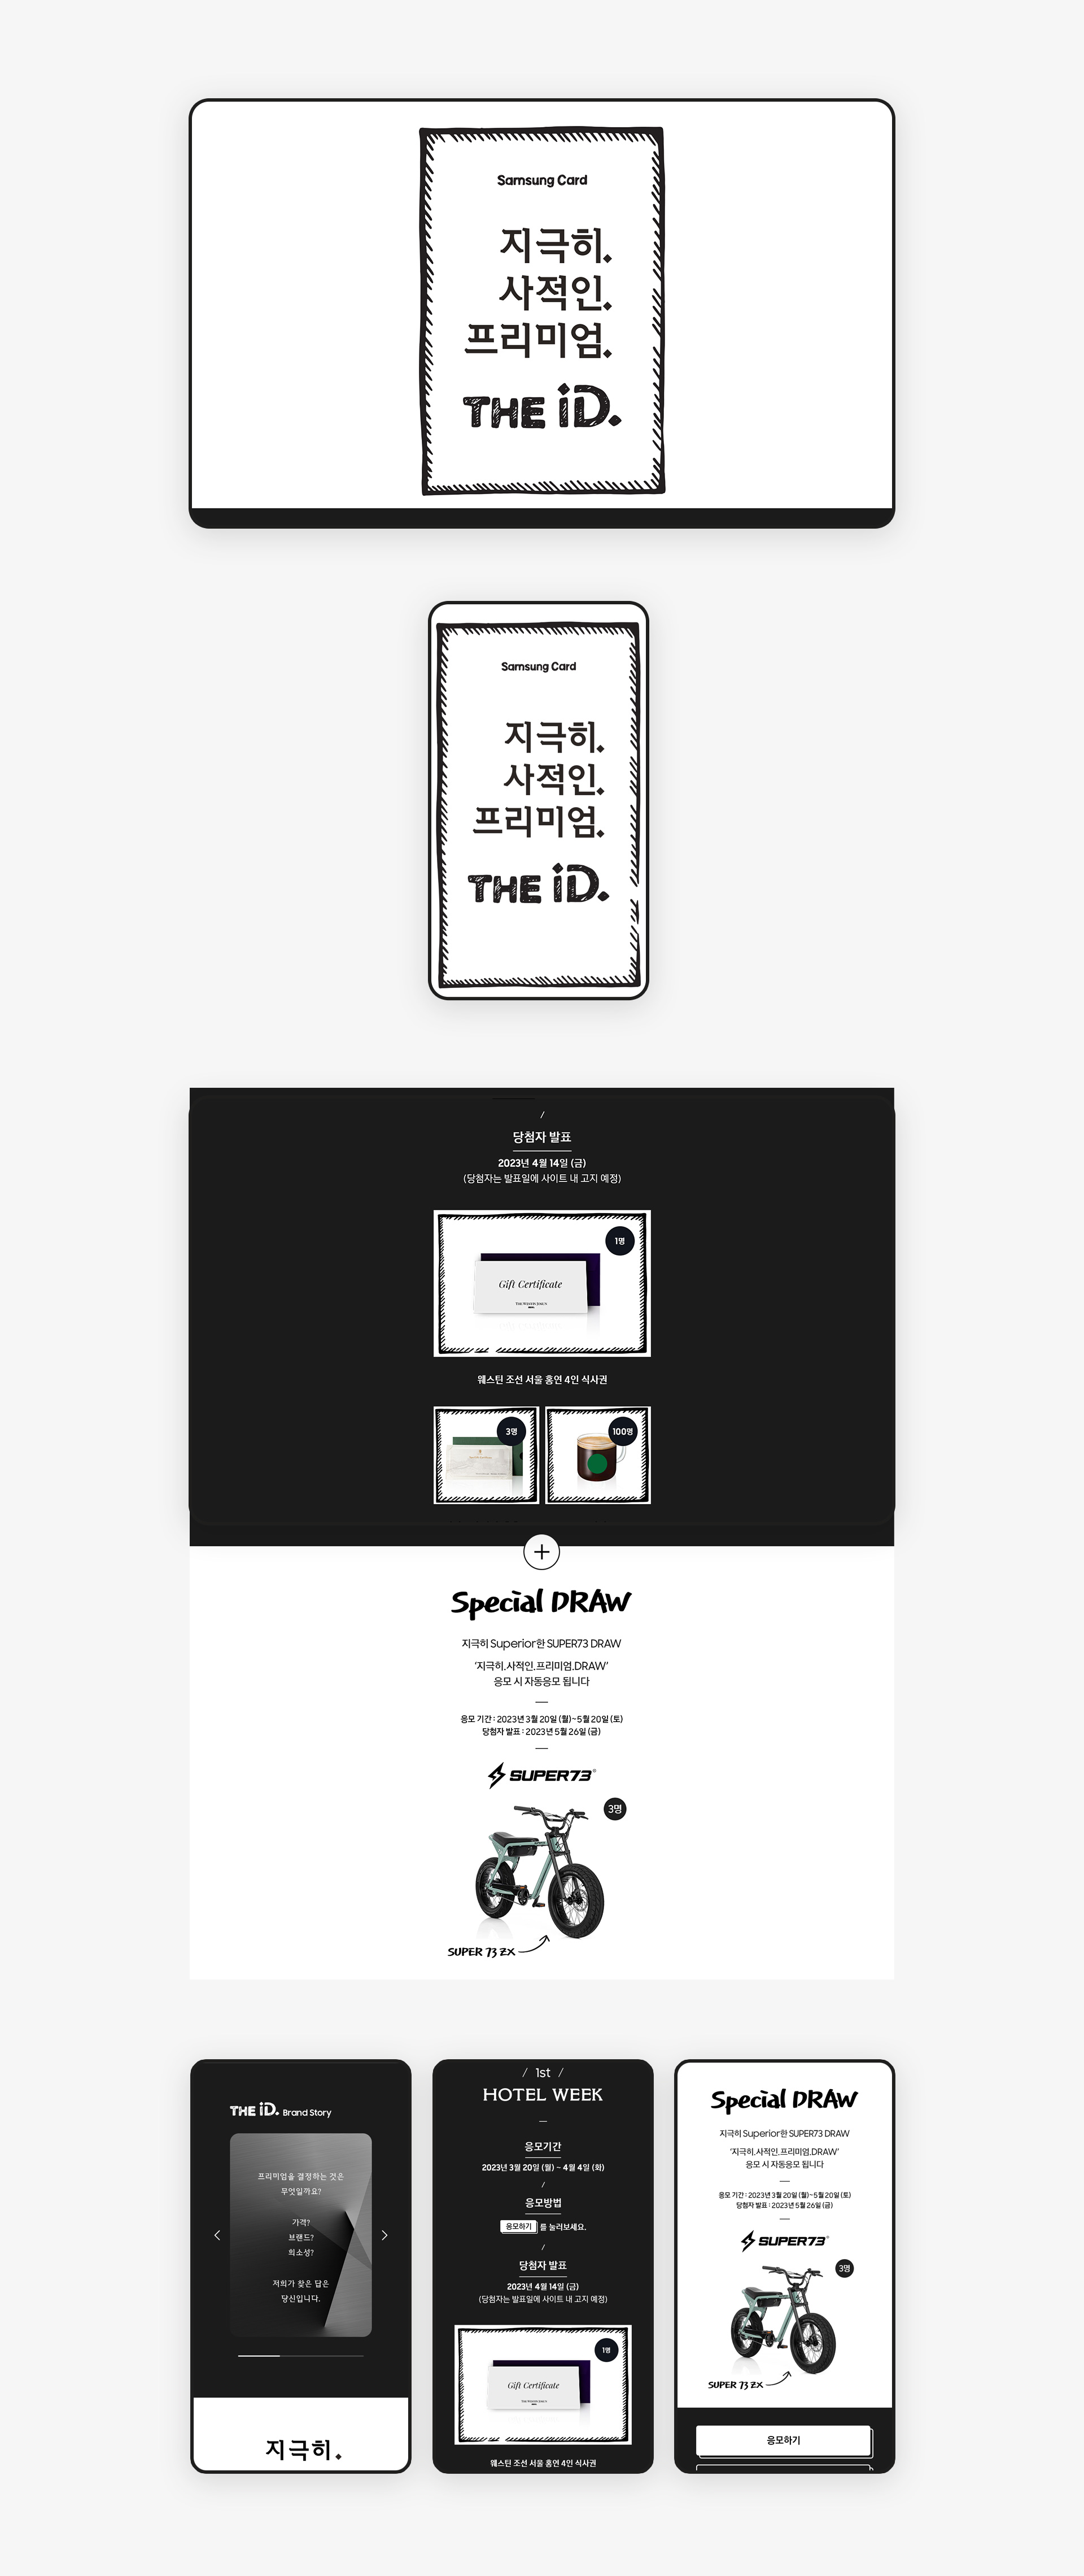 Samsung Card
지극히.
사적인.
프리미엄.
THE iD.
Samsung Card
지극히.
사적인.
프리미엄.
THE iD.
/
당첨자 발표
2023년 4월 14일 (금)
(당첨자는 발표일에 사이트 내 고지 예정)
1명
Gift Certificate
웨스틴 조선 서울 홍연 4인 식사권
3명
100명
+
Special DRAW
지극히 Superior한 SUPER73 DRAW
'지극히.사적인.프리미엄.DRAW'
응모 시 자동응모 됩니다
응모 기간 : 2023년 3월 20일 (월)~5월 20일 (토)
당첨자 발표 : 2023년 5월 26일 (금)
SUPER73®
3명
SUPER 73 ZX
THE iD. Brand Story
프리미엄을 결정하는 것은
무엇일까요?
가격?
브랜드?
희소성?
저희가 찾은 답은
당신입니다.
지극히.
/ 1st /
HOTEL WEEK
응모기간
2023년 3월 20일 (월) ~ 4월 4일 (화)
/
응모방법
응모하기 를 눌러보세요.
/
당첨자 발표
2023년 4월 14일 (금)
(당첨자는 발표일에 사이트 내 고지 예정)
1명
Gift Certificate
웨스틴 조선 서울 홍연 4인 식사권
Special DRAW
지극히 Superior한 SUPER73 DRAW
'지극히.사적인.프리미엄.DRAW'
응모 시 자동응모 됩니다
응모 기간 : 2023년 3월 20일 (월)~5월 20일 (토)
당첨자 발표 : 2023년 5월 26일 (금)
SUPER73®
3명
SUPER 73 ZX
응모하기